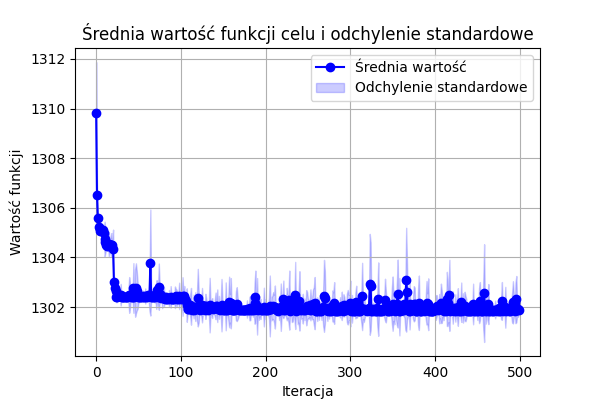 Średnia wartość funkcji celu i odchylenie standardowe
1312
1310
1308
1306
1304
1302
Wartość funkcji
Średnia wartość
Odchylenie standardowe
0 100 200 300 400 500
Iteracja